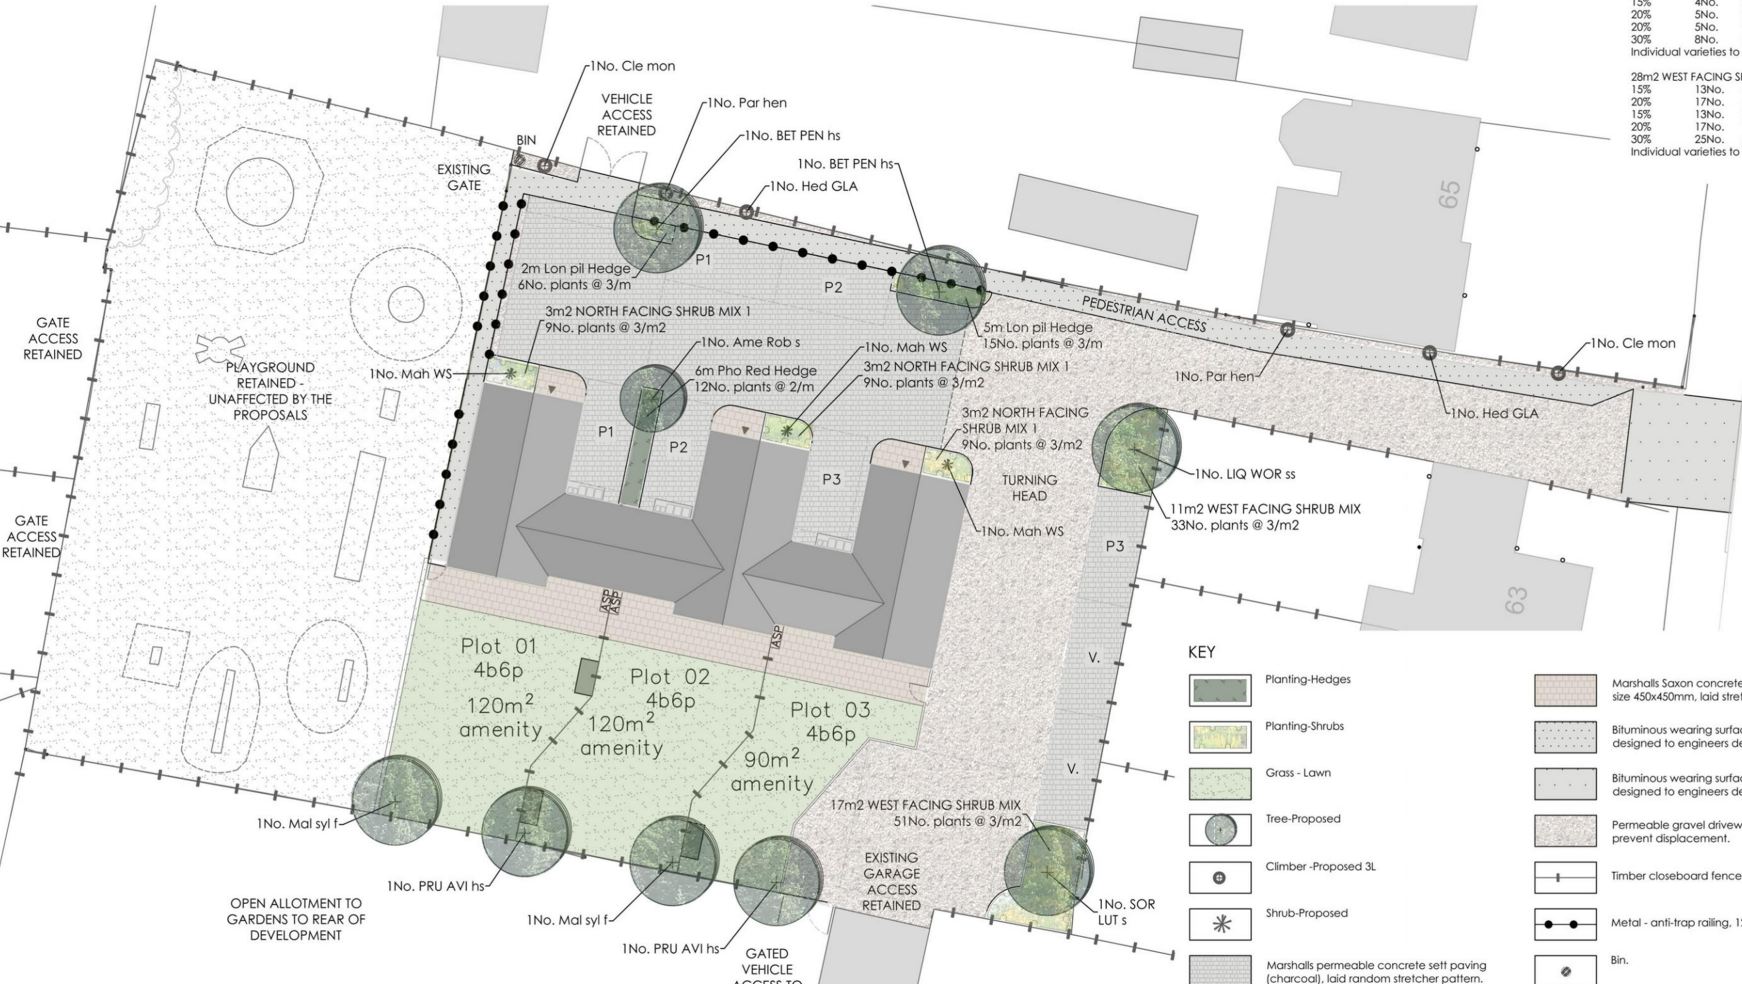 15% 4No.
20% 5No.
20% 5No.
30% 8No.
Individual varieties to
28m2 WEST FACING
15% 13No.
20% 17No.
15% 13No.
20% 17No.
30% 25No.
Individual varieties to
1No. Cle mon
VEHICLE
ACCESS
RETAINED
1No. Par hen
1No. BET PEN hs
BIN
1No. BET PEN hs
EXISTING
GATE
1No. Hed GLA
65
P1
2m Lon pil Hedge
6No. plants @ 3/m
P2
PEDESTRIAN ACCESS
3m2 NORTH FACING SHRUB MIX 1
9No. plants @ 3/m2
5m Lon pil Hedge
15No. plants @ 3/m
GATE
ACCESS
RETAINED
1No. Ame Rob s
1No. Mah WS
1No. Cle mon
PLAYGROUND
RETAINED -
UNAFFECTED BY THE
PROPOSALS
1No. Mah WS
6m Pho Red Hedge
12No. plants @ 2/m
3m2 NORTH FACING SHRUB MIX 1
9No. plants @ 3/m2
1No. Par hen
1No. Hed GLA
3m2 NORTH FACING
SHRUB MIX 1
9No. plants @ 3/m2
P1
P2
P3
TURNING
HEAD
1No. LIQ WOR ss
11m2 WEST FACING SHRUB MIX
33No. plants @ 3/m2
GATE
ACCESS
RETAINED
1No. Mah WS
P3
63
ASP
ASP
ASP
Plot 01
4b6p
120m²
amenity
Plot 02
4b6p
120m²
amenity
Plot 03
4b6p
90m²
amenity
V.
V.
17m2 WEST FACING SHRUB MIX
51No. plants @ 3/m2
1No. Mal syl f
1No. PRU AVI hs
1No. Mal syl f
1No. PRU AVI hs
EXISTING
GARAGE
ACCESS
RETAINED
1No. SOR
LUT s
OPEN ALLOTMENT TO
GARDENS TO REAR OF
DEVELOPMENT
GATED
VEHICLE
ACCESS TO
KEY
Planting-Hedges
Planting-Shrubs
Grass - Lawn
Tree-Proposed
Climber -Proposed 3L
Shrub-Proposed
Marshalls permeable concrete sett paving
(charcoal), laid random stretcher pattern.
Marshalls Saxon concrete
size 450x450mm, laid
Bituminous wearing
designed to engineers
Bituminous wearing
designed to engineers
Permeable gravel
prevent displacement.
Timber closeboard fence
Metal - anti-trap railing,
Bin.